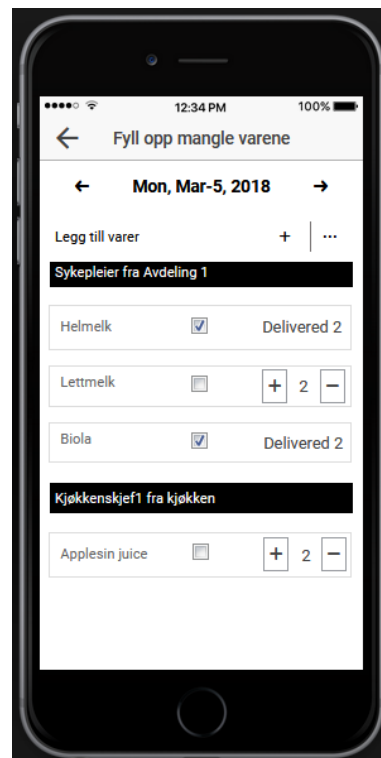 12:34 PM 100%
Fyll opp mangle varene
Mon, Mar-5, 2018
Legg till varer + ...
Sykepleier fra Avdeling 1
Helmelk Delivered 2
Lettmelk + 2 −
Biola Delivered 2
Kjøkkenskjef1 fra kjøkken
Applesin juice + 2 −